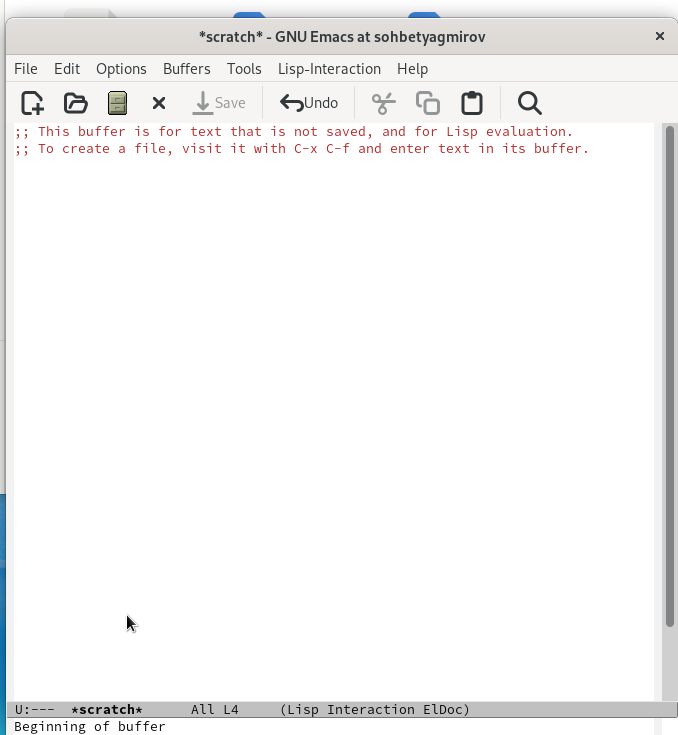 *scratch* - GNU Emacs at sohbetyagmirov
File Edit Options Buffers Tools Lisp-Interaction Help
Save Undo
;; This buffer is for text that is not saved, and for Lisp evaluation.
;; To create a file, visit it with C-x C-f and enter text in its buffer.
U:--- *scratch* All L4 (Lisp Interaction ElDoc)
Beginning of buffer